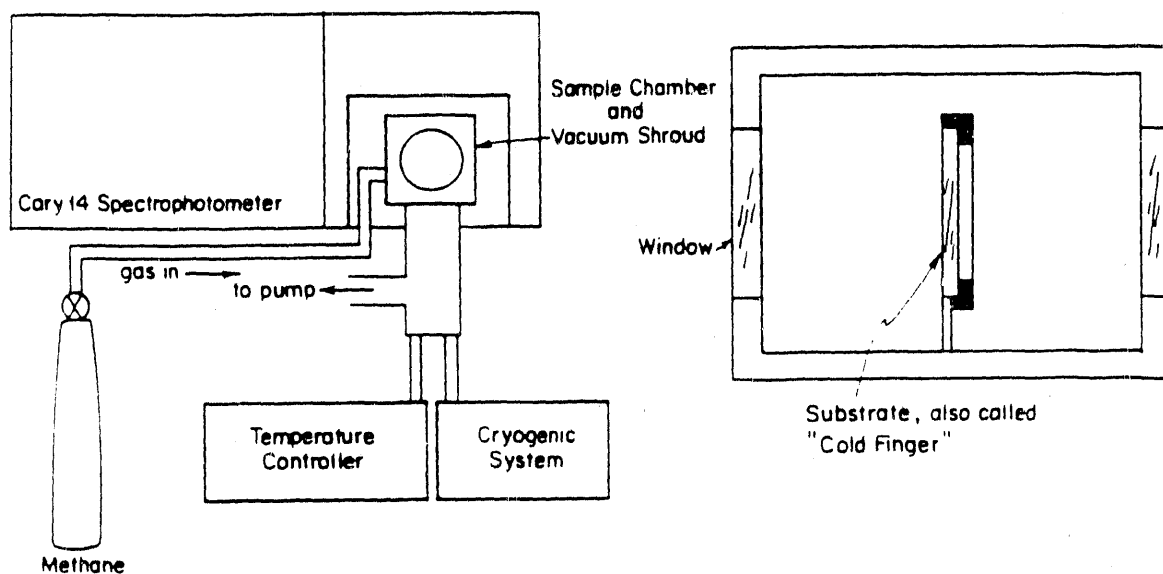 Sample Chamber
and
Vacuum Shroud
Cary 14 Spectrophotometer
gas in
to pump
Temperature
Controller
Cryogenic
System
Methane
Window
Substrate, also called
"Cold Finger"